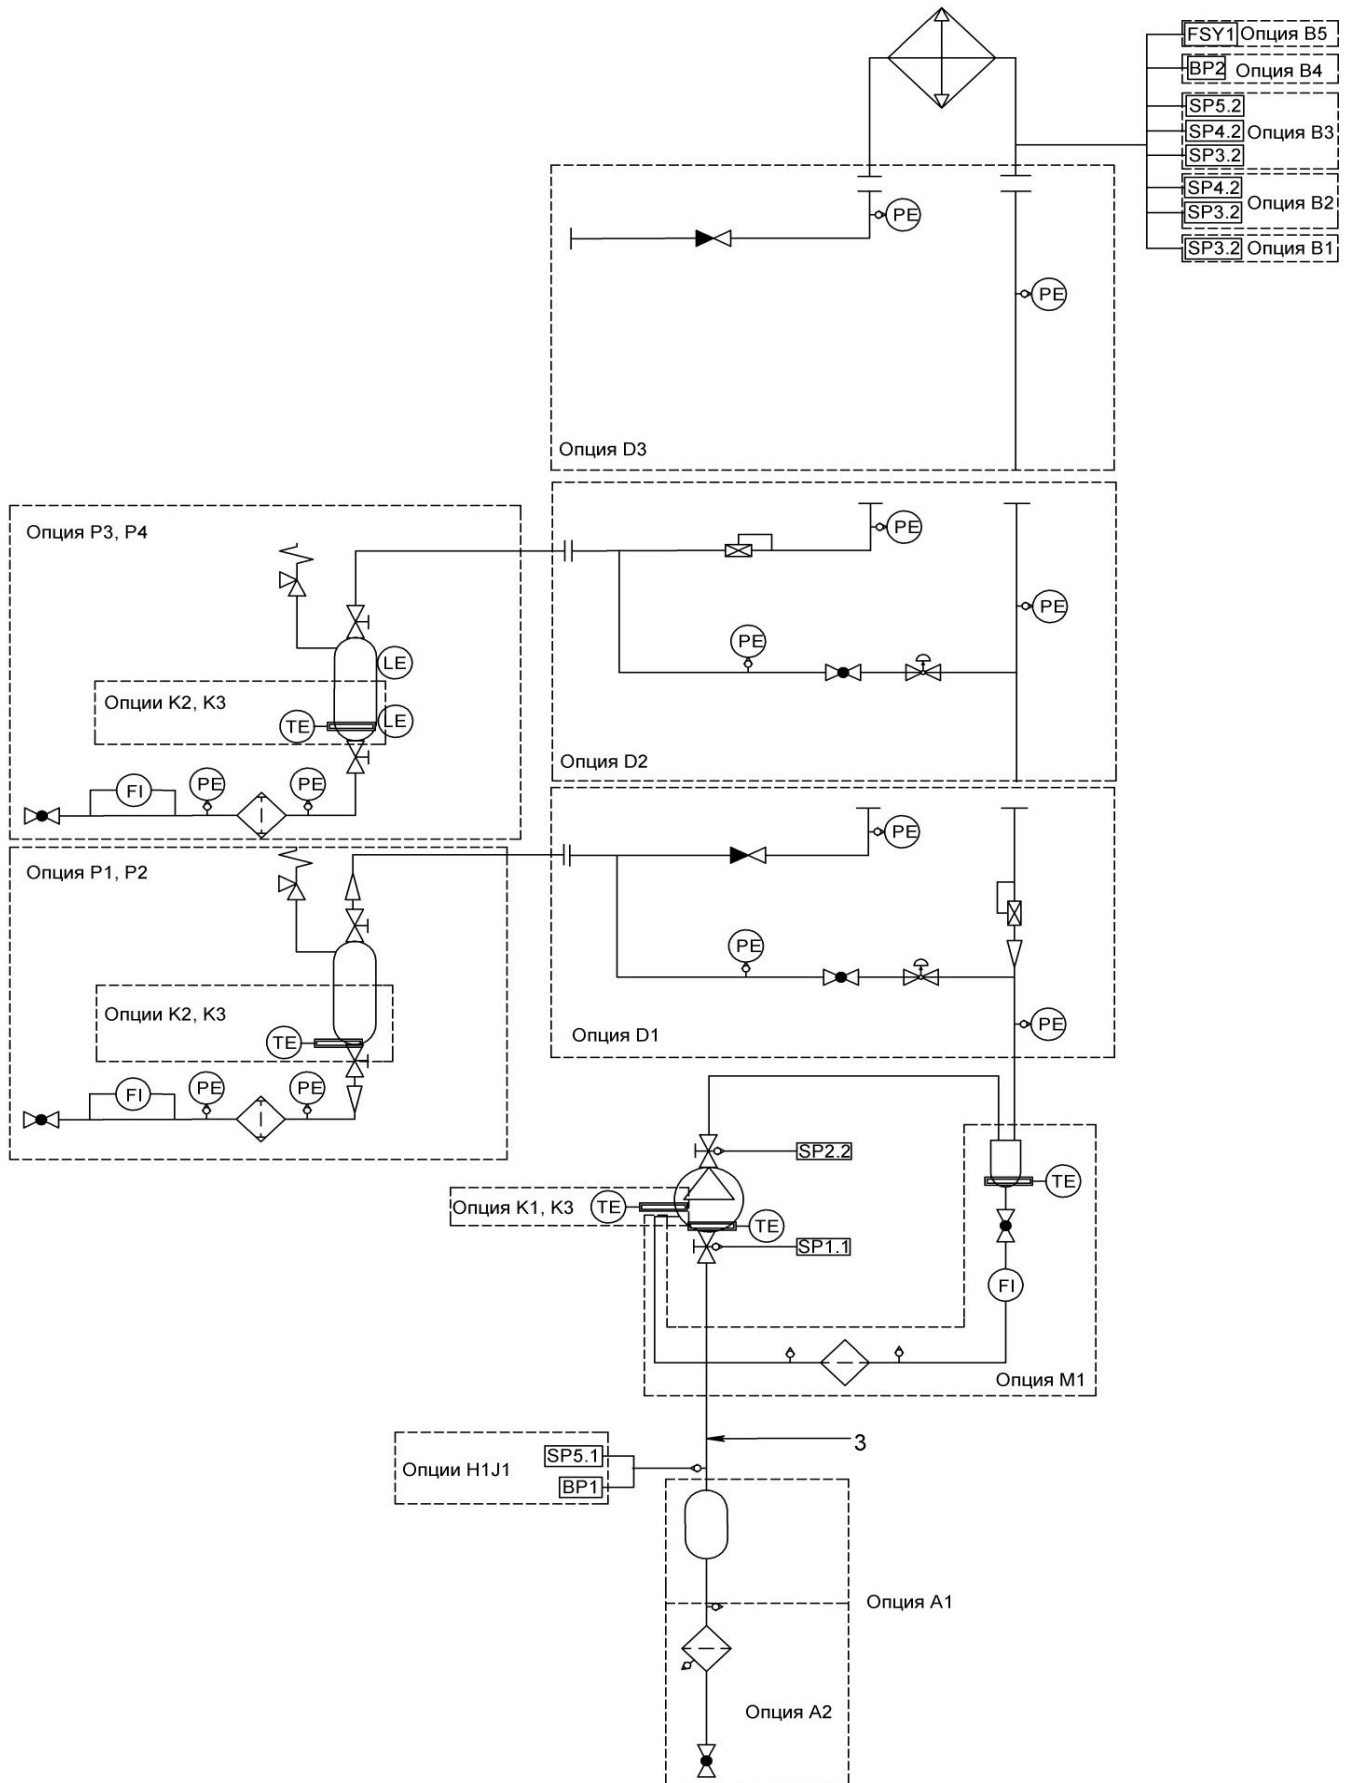 FSY1 Опция B5
BP2 Опция B4
SP5.2
SP4.2 Опция B3
SP3.2
SP4.2
Опция B2
SP3.2
SP3.2 Опция B1
PE
PE
Опция D3
Опция P3, P4
PE
PE
PE
LE
Опции K2, K3
TE
LE
Опция D2
FI
PE
PE
Опция P1, P2
PE
PE
Опции K2, K3
PE
Опция D1
TE
FI
PE
PE
SP2.2
TE
Опция K1, K3
TE
TE
SP1.1
FI
Опция M1
3
SP5.1
Опции H1J1
BP1
Опция A1
Опция A2